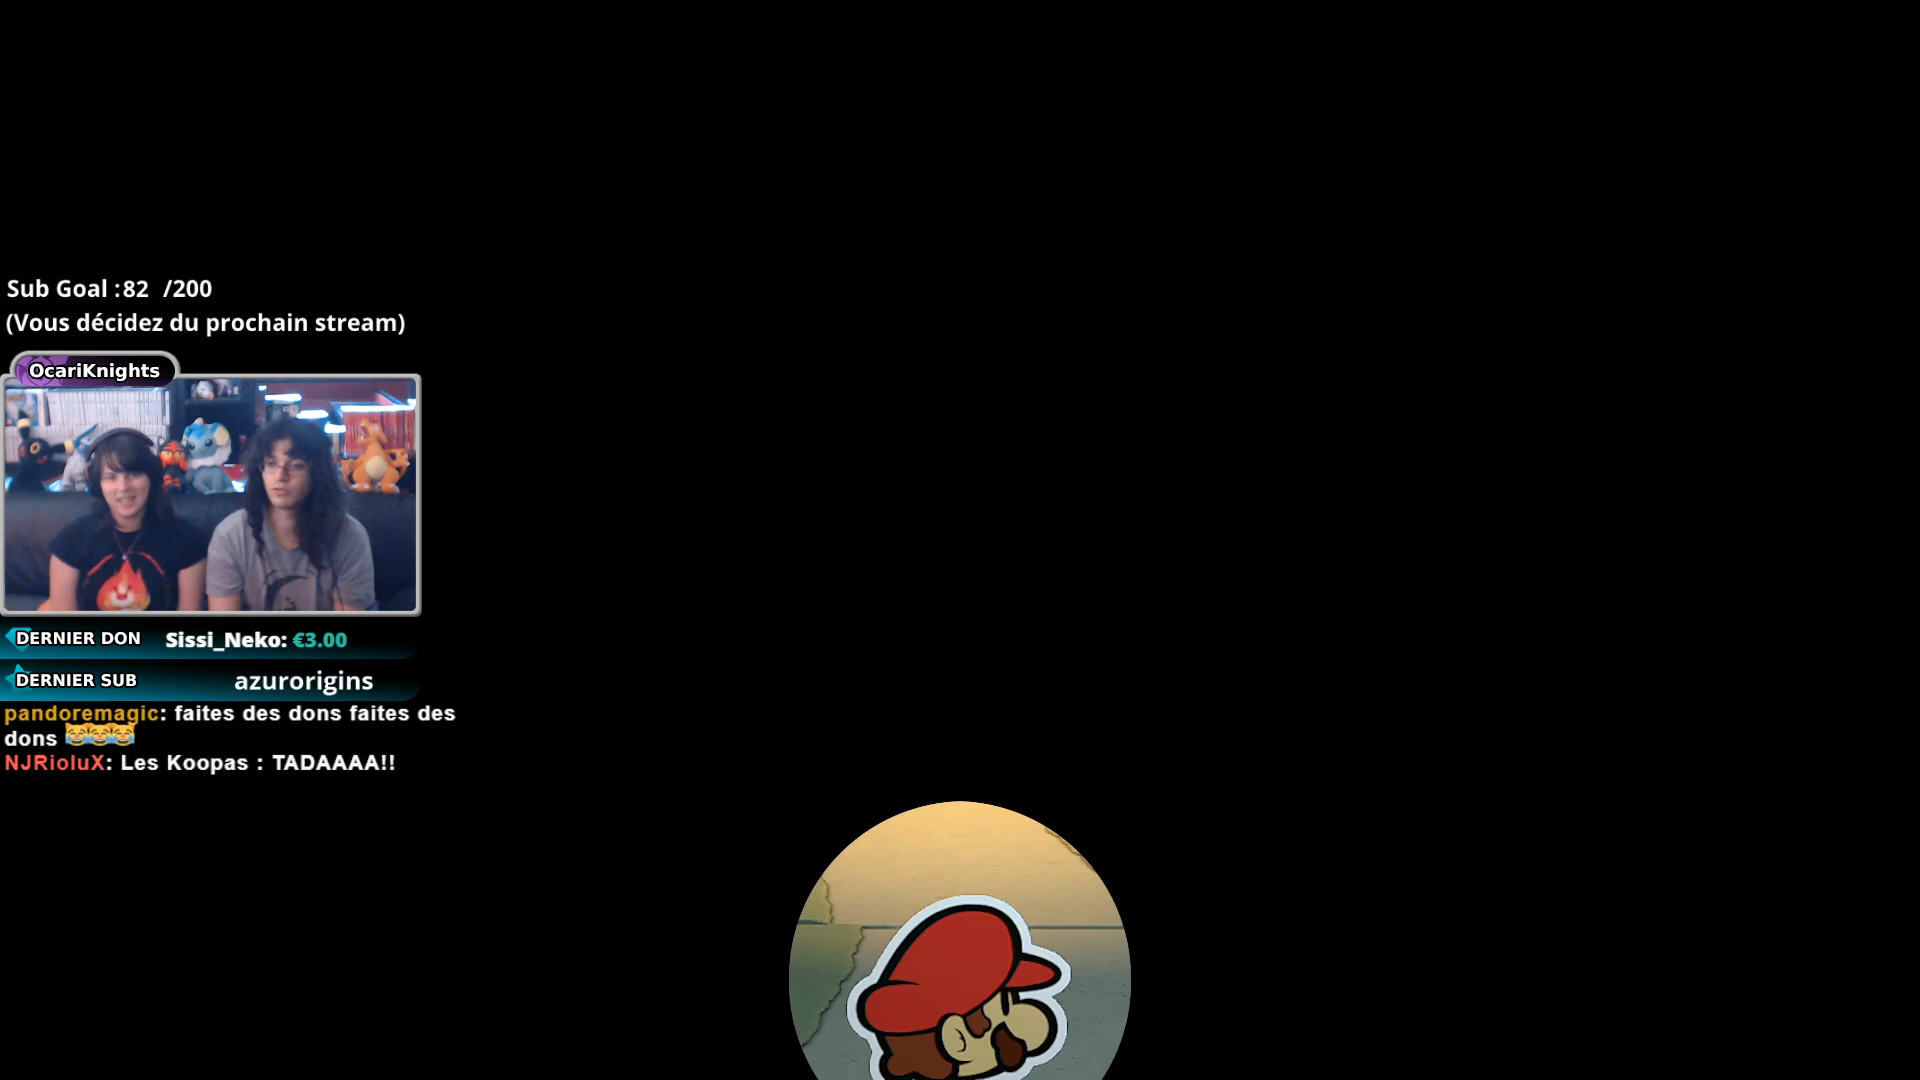 Sub Goal :82 /200
(Vous décidez du prochain stream)
OcariKnights
DERNIER DON Sissi_Neko: €3.00
DERNIER SUB azurorigins
pandoremagic: faites des dons faites des
dons 😹😹😹
NJRioluX: Les Koopas : TADAAAA!!